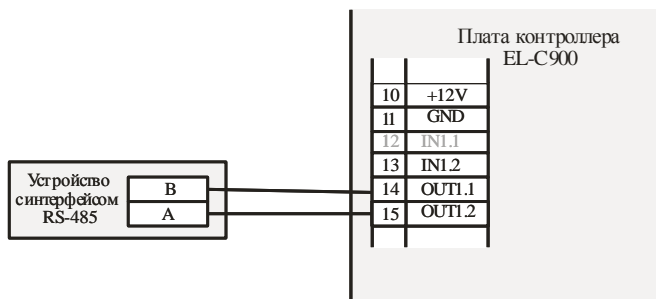 Плата контроллера
EL-C900
10 +12V
11 GND
12 IN1.1
13 IN1.2
14 OUT1.1
15 OUT1.2
Устройство
с интерфейсом
RS-485
B
A